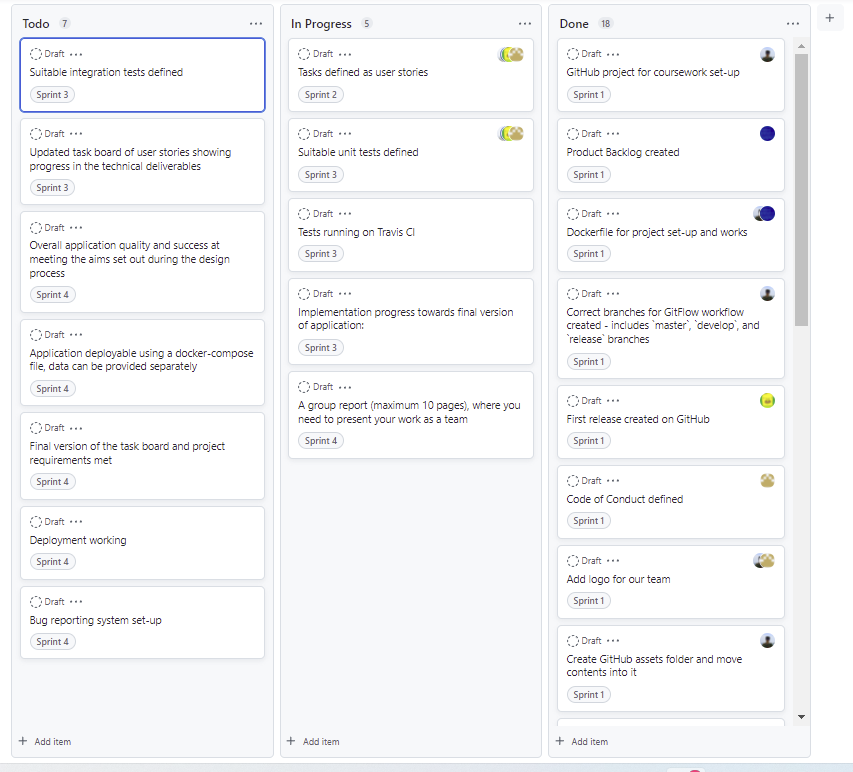 Todo 7 ...
Draft ...
Suitable integration tests defined
Sprint 3
Draft ...
Updated task board of user stories showing
progress in the technical deliverables
Sprint 3
Draft ...
Overall application quality and success at
meeting the aims set out during the design
process
Sprint 4
Draft ...
Application deployable using a docker-compose
file, data can be provided separately
Sprint 4
Draft ...
Final version of the task board and project
requirements met
Sprint 4
Draft ...
Deployment working
Sprint 4
Draft ...
Bug reporting system set-up
Sprint 4
+ Add item
In Progress 5 ...
Draft ...
Tasks defined as user stories
Sprint 2
Draft ...
Suitable unit tests defined
Sprint 3
Draft ...
Tests running on Travis CI
Sprint 3
Draft ...
Implementation progress towards final version
of application:
Sprint 3
Draft ...
A group report (maximum 10 pages), where you
need to present your work as a team
Sprint 4
+ Add item
Done 18 ...
Draft ...
GitHub project for coursework set-up
Sprint 1
Draft ...
Product Backlog created
Sprint 1
Draft ...
Dockerfile for project set-up and works
Sprint 1
Draft ...
Correct branches for GitFlow workflow
created - includes `master`, `develop`, and
`release` branches
Sprint 1
Draft ...
First release created on GitHub
Sprint 1
Draft ...
Code of Conduct defined
Sprint 1
Draft ...
Add logo for our team
Sprint 1
Draft ...
Create GitHub assets folder and move
contents into it
Sprint 1
+ Add item
+